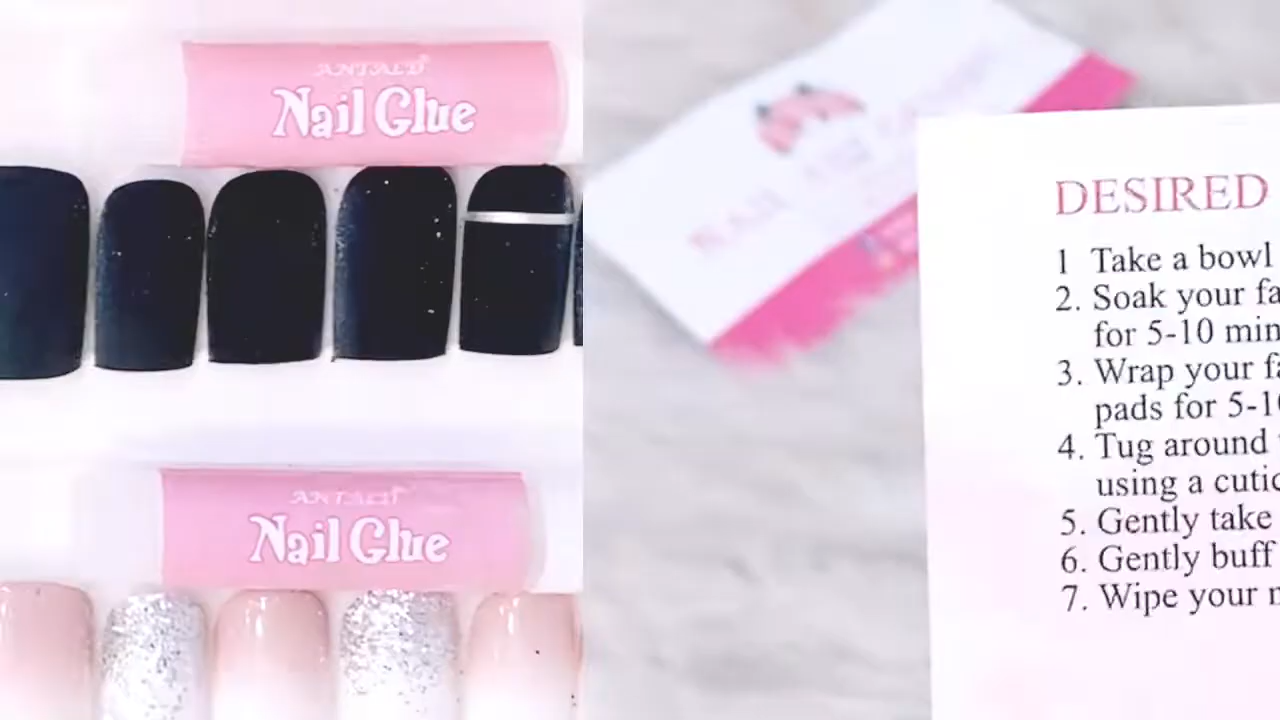 ANTALD
Nail Glue
ANTALD
Nail Glue
NAIL
DESIRED
1 Take a bowl
2. Soak your fa
for 5-10 min
3. Wrap your fa
pads for 5-10
4. Tug around
using a cutic
5. Gently take
6. Gently buff
7. Wipe your n